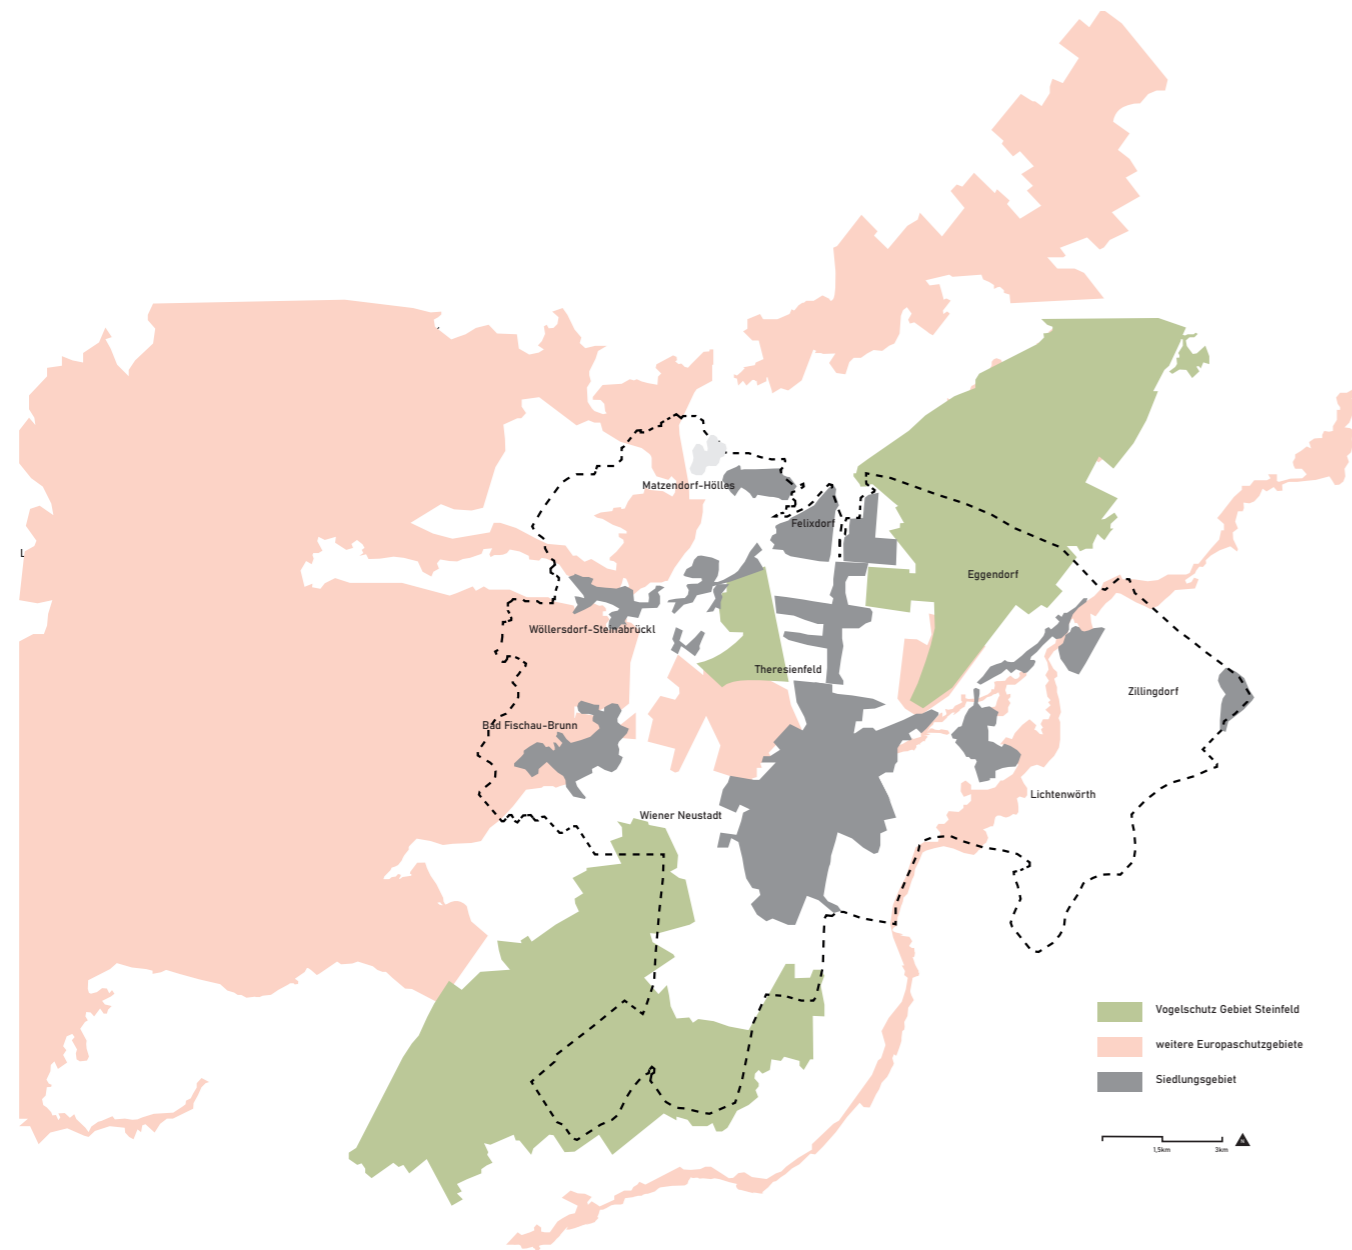 Matzendorf-Hölles
Felixdorf
L
Eggendorf
Wöllersdorf-Steinabrückl
Theresienfeld
Zillingdorf
Bad Fischau-Brunn
Lichtenwörth
Wiener Neustadt
Vogelschutz Gebiet Steinfeld
weitere Europaschutzgebiete
Siedlungsgebiet
1,5km 3km